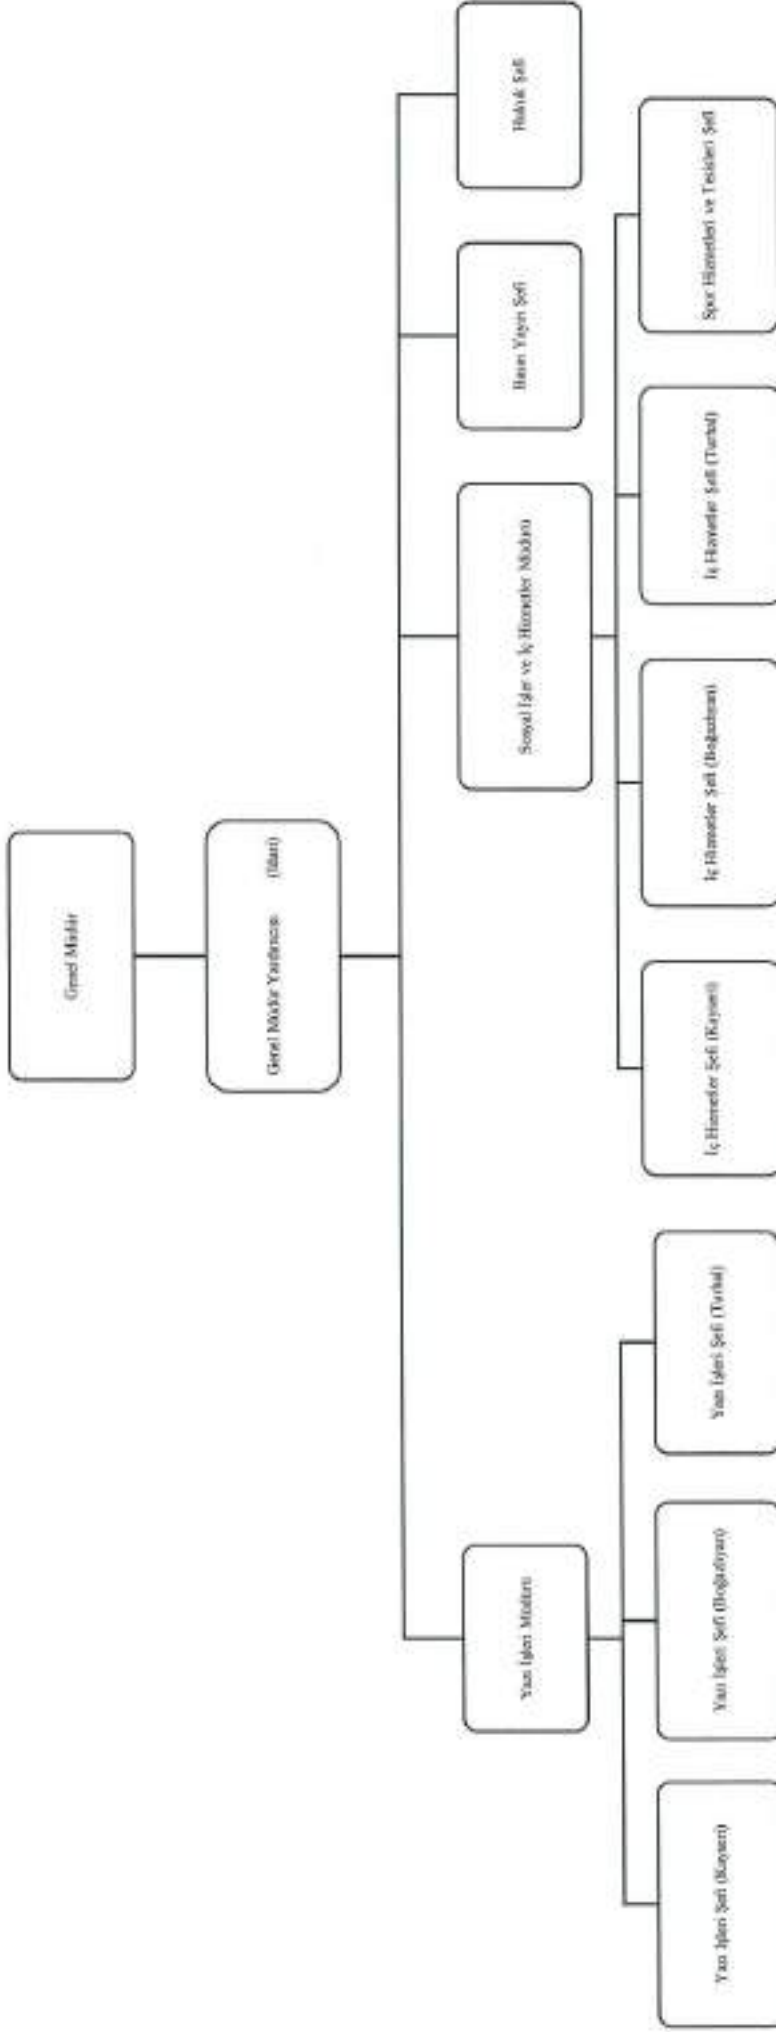 Genel Müdür
Genel Müdür Yardımcısı (İdari)
Yazı İşleri Müdürü
Sosyal İşler ve İç Hizmetler Müdürü
Basın Yayın Şefi
Hukuk Şefi
Yazı İşleri Şefi (Kayseri)
Yazı İşleri Şefi (Boğazlıyan)
Yazı İşleri Şefi (Turhal)
İç Hizmetler Şefi (Kayseri)
İç Hizmetler Şefi (Boğazlıyan)
İç Hizmetler Şefi (Turhal)
Spor Hizmetleri ve Tesisleri Şefi